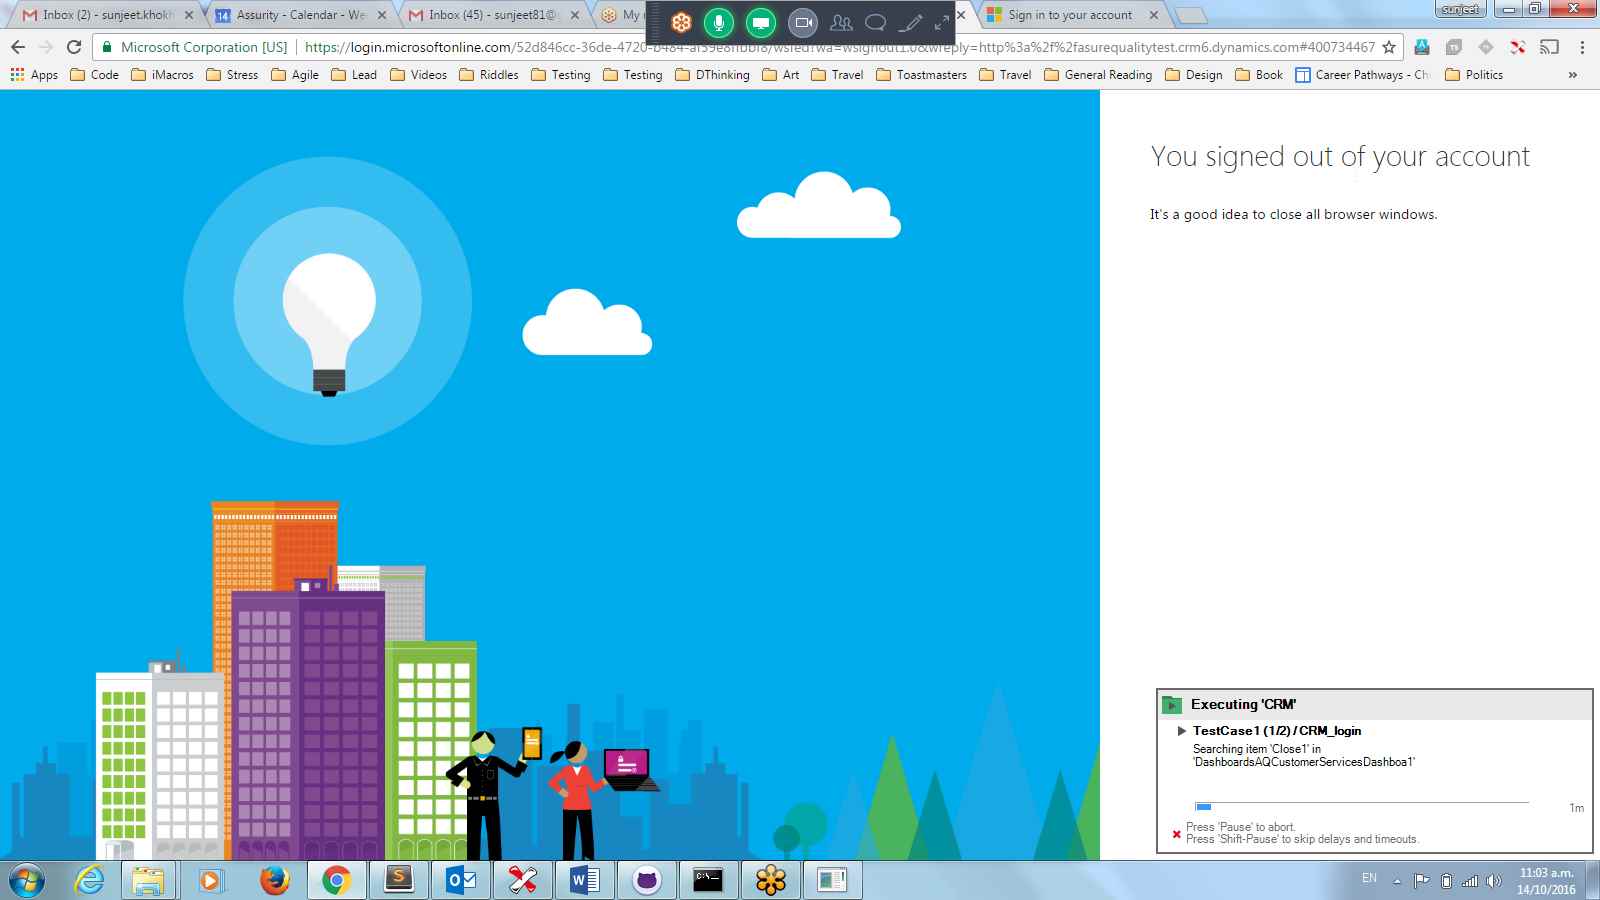 Inbox (2) - sunjeet.khokh
Assurity - Calendar - We
Inbox (45) - sunjeet81@
My
Sign in to your account
sunjeet
Microsoft Corporation [US]
https://login.microsoftonline.com/52d846cc-36de-4720-b484-af59e8ffbbf8/wsfed?wa=wsignout1.0&wreply=http%3a%2f%2fasurequalitytest.crm6.dynamics.com#400734467
Apps
Code
iMacros
Stress
Agile
Lead
Videos
Riddles
Testing
Testing
DThinking
Art
Travel
Toastmasters
Travel
General Reading
Design
Book
Career Pathways - Ch
Politics
»
You signed out of your account
It's a good idea to close all browser windows.
Executing 'CRM'
TestCase1 (1/2) / CRM_login
Searching item 'Close1' in
'DashboardsAQCustomerServicesDashboa1'
1m
Press 'Pause' to abort.
Press 'Shift-Pause' to skip delays and timeouts.
EN
11:03 a.m.
14/10/2016